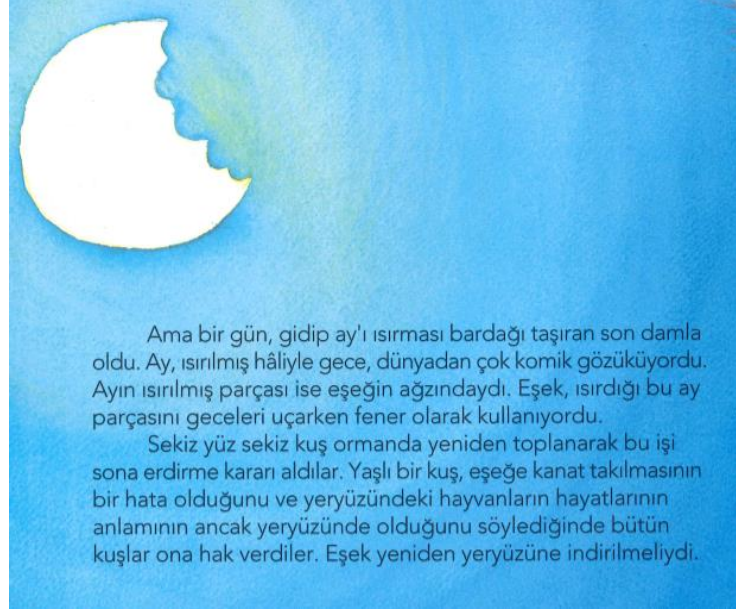 Ama bir gün, gidip ay'ı ısırması bardağı taşıran son damla
oldu. Ay, ısırılmış hâliyle gece, dünyadan çok komik gözüküyordu.
Ayın ısırılmış parçası ise eşeğin ağzındaydı. Eşek, ısırdığı bu ay
parçasını geceleri uçarken fener olarak kullanıyordu.
Sekiz yüz sekiz kuş ormanda yeniden toplanarak bu işi
sona erdirme kararı aldılar. Yaşlı bir kuş, eşeğe kanat takılmasının
bir hata olduğunu ve yeryüzündeki hayvanların hayatlarının
anlamının ancak yeryüzünde olduğunu söylediğinde bütün
kuşlar ona hak verdiler. Eşek yeniden yeryüzüne indirilmeliydi.